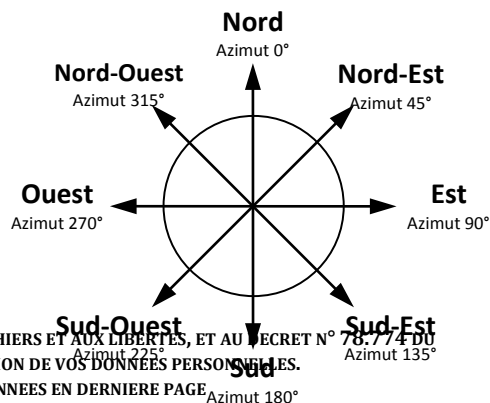 Nord
Azimut 0°
Nord-Ouest
Azimut 315°
Nord-Est
Azimut 45°
Ouest
Azimut 270°
Est
Azimut 90°
Sud-Ouest
Azimut 225°
Sud-Est
Azimut 135°
HIERS ET AUX LIBERTES, ET AU DECRET N° 78.774 DU
ION DE VOS DONNÉES PERSONNELLES.
Sud
NNEES EN DERNIERE PAGE
Azimut 180°